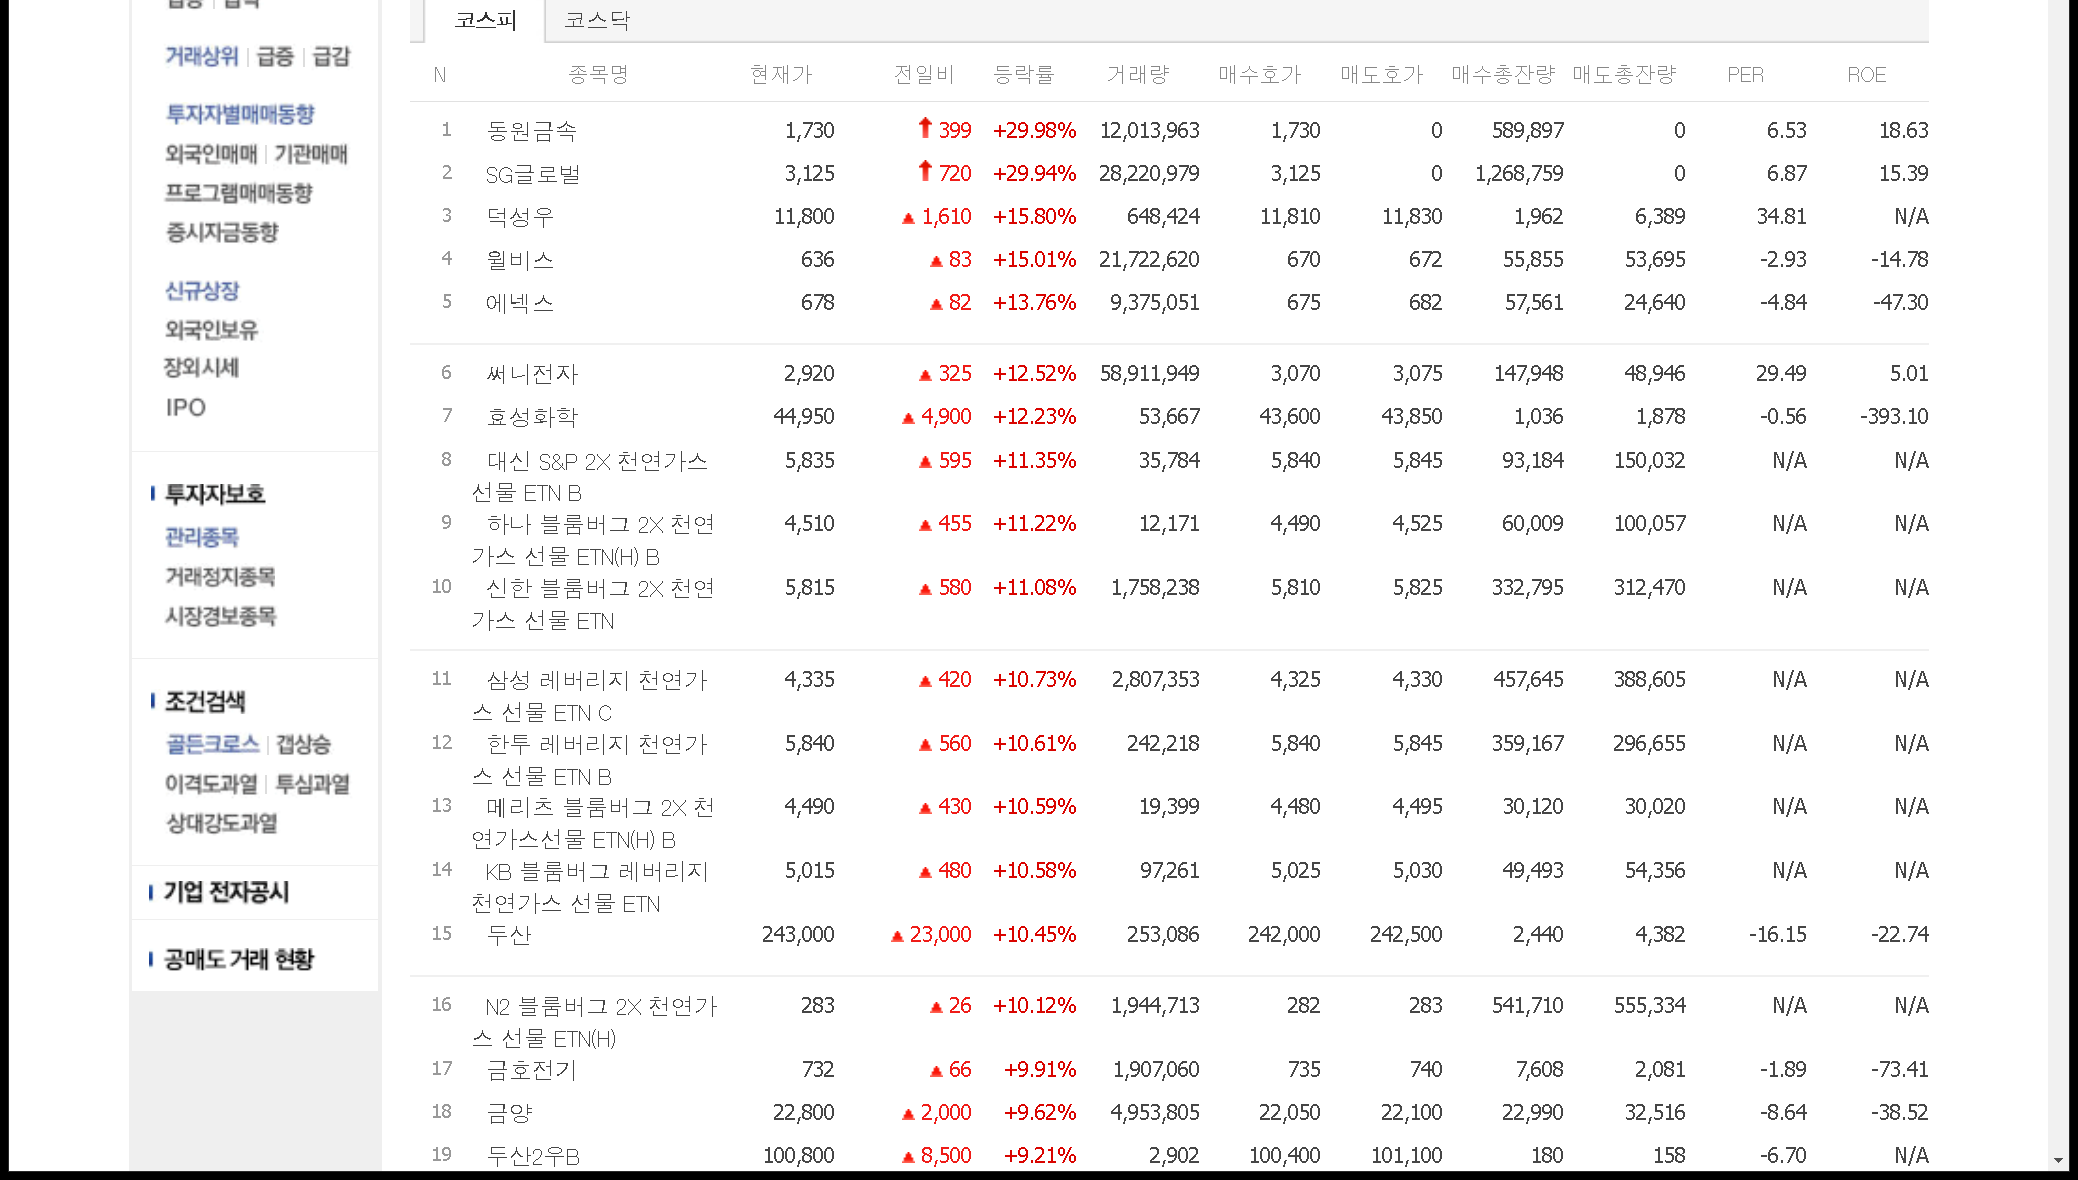 거래상위 | 급증 | 급감
투자자별매매동향
외국인매매 | 기관매매
프로그램매매동향
증시자금동향
신규상장
외국인보유
장외시세
IPO
투자자보호
관리종목
거래정지종목
시장경보종목
조건검색
골든크로스 | 갭상승
이격도과열 | 투심과열
상대강도과열
기업 전자공시
공매도 거래 현황
코스피 코스닥
N 종목명 현재가 전일비 등락률 거래량 매수호가 매도호가 매수총잔량 매도총잔량 PER ROE
1 동원금속 1,730 399 +29.98% 12,013,963 1,730 0 589,897 0 6.53 18.63
2 SG글로벌 3,125 720 +29.94% 28,220,979 3,125 0 1,268,759 0 6.87 15.39
3 덕성우 11,800 ▲ 1,610 +15.80% 648,424 11,810 11,830 1,962 6,389 34.81 N/A
4 윌비스 636 ▲ 83 +15.01% 21,722,620 670 672 55,855 53,695 -2.93 -14.78
5 에넥스 678 ▲ 82 +13.76% 9,375,051 675 682 57,561 24,640 -4.84 -47.30
6 써니전자 2,920 ▲ 325 +12.52% 58,911,949 3,070 3,075 147,948 48,946 29.49 5.01
7 효성화학 44,950 ▲ 4,900 +12.23% 53,667 43,600 43,850 1,036 1,878 -0.56 -393.10
8 대신 S&P 2X 천연가스 5,835 ▲ 595 +11.35% 35,784 5,840 5,845 93,184 150,032 N/A N/A
선물 ETN B
9 하나 블룸버그 2X 천연 4,510 ▲ 455 +11.22% 12,171 4,490 4,525 60,009 100,057 N/A N/A
가스 선물 ETN(H) B
10 신한 블룸버그 2X 천연 5,815 ▲ 580 +11.08% 1,758,238 5,810 5,825 332,795 312,470 N/A N/A
가스 선물 ETN
11 삼성 레버리지 천연가 4,335 ▲ 420 +10.73% 2,807,353 4,325 4,330 457,645 388,605 N/A N/A
스 선물 ETN C
12 한투 레버리지 천연가 5,840 ▲ 560 +10.61% 242,218 5,840 5,845 359,167 296,655 N/A N/A
스 선물 ETN B
13 메리츠 블룸버그 2X 천 4,490 ▲ 430 +10.59% 19,399 4,480 4,495 30,120 30,020 N/A N/A
연가스선물 ETN(H) B
14 KB 블룸버그 레버리지 5,015 ▲ 480 +10.58% 97,261 5,025 5,030 49,493 54,356 N/A N/A
천연가스 선물 ETN
15 두산 243,000 ▲ 23,000 +10.45% 253,086 242,000 242,500 2,440 4,382 -16.15 -22.74
16 N2 블룸버그 2X 천연가 283 ▲ 26 +10.12% 1,944,713 282 283 541,710 555,334 N/A N/A
스 선물 ETN(H)
17 금호전기 732 ▲ 66 +9.91% 1,907,060 735 740 7,608 2,081 -1.89 -73.41
18 금양 22,800 ▲ 2,000 +9.62% 4,953,805 22,050 22,100 22,990 32,516 -8.64 -38.52
19 두산2우B 100,800 ▲ 8,500 +9.21% 2,902 100,400 101,100 180 158 -6.70 N/A